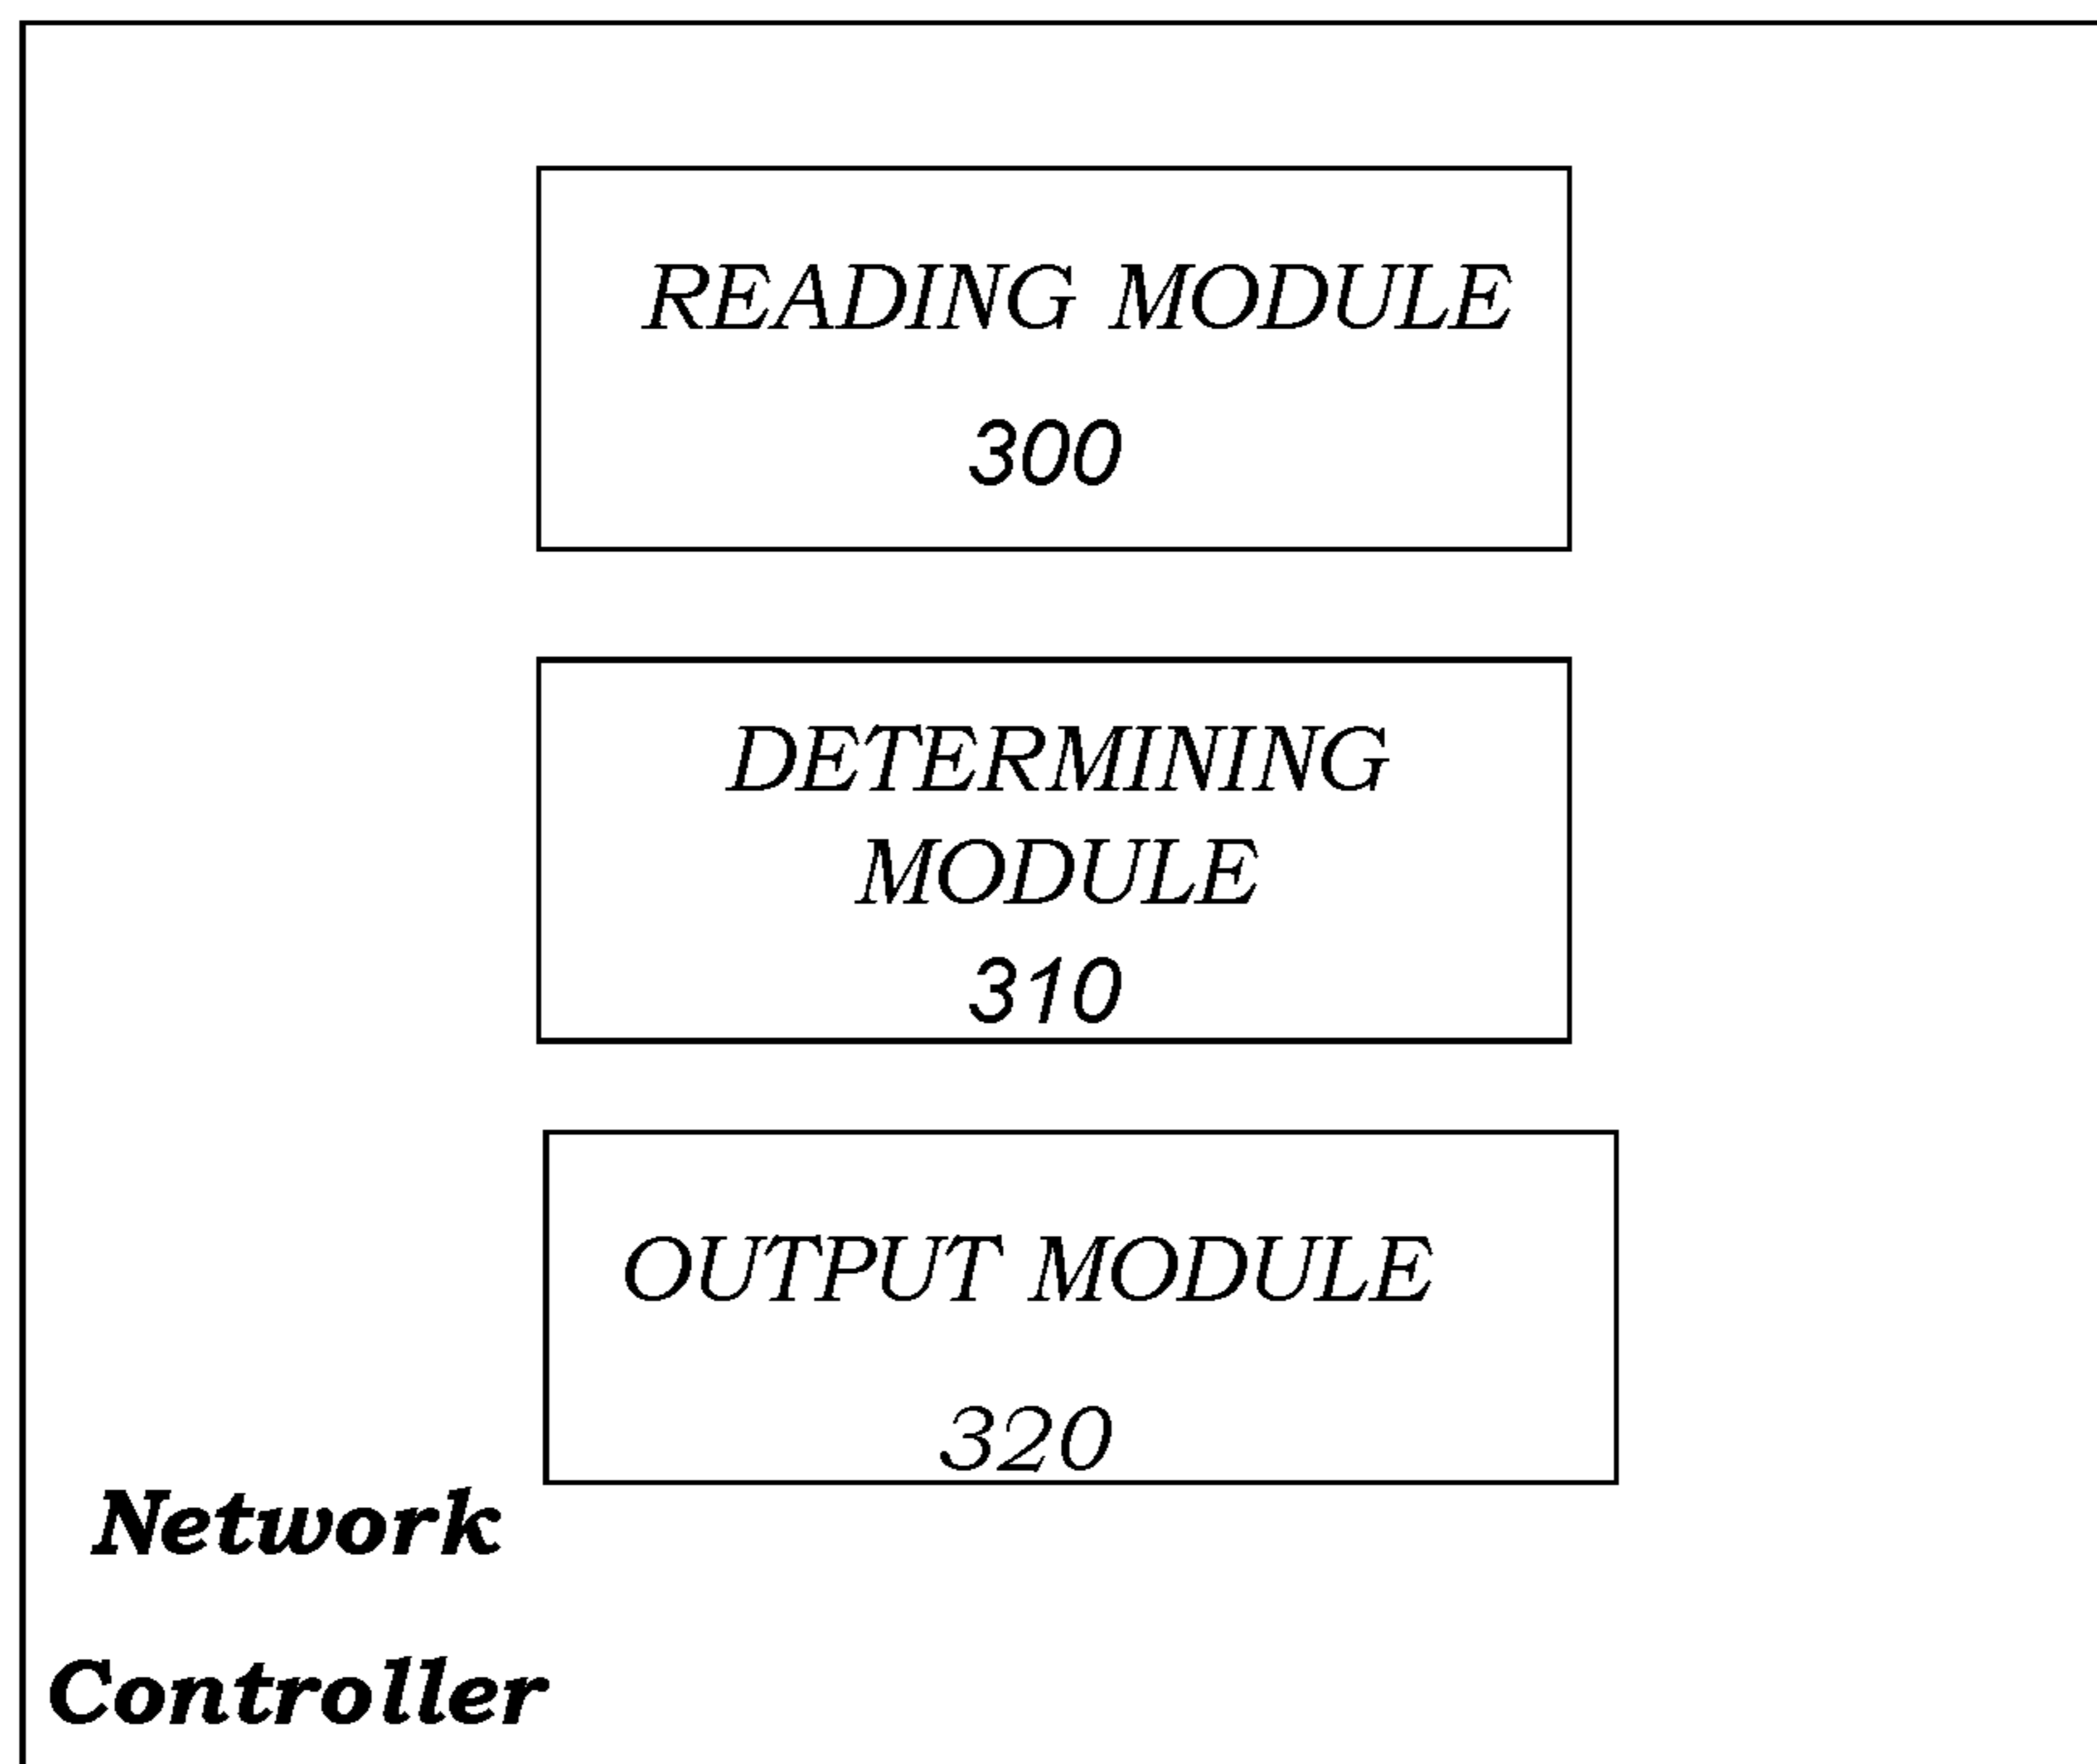 READING MODULE
300
DETERMINING
MODULE
310
OUTPUT MODULE
320
Network
Controller